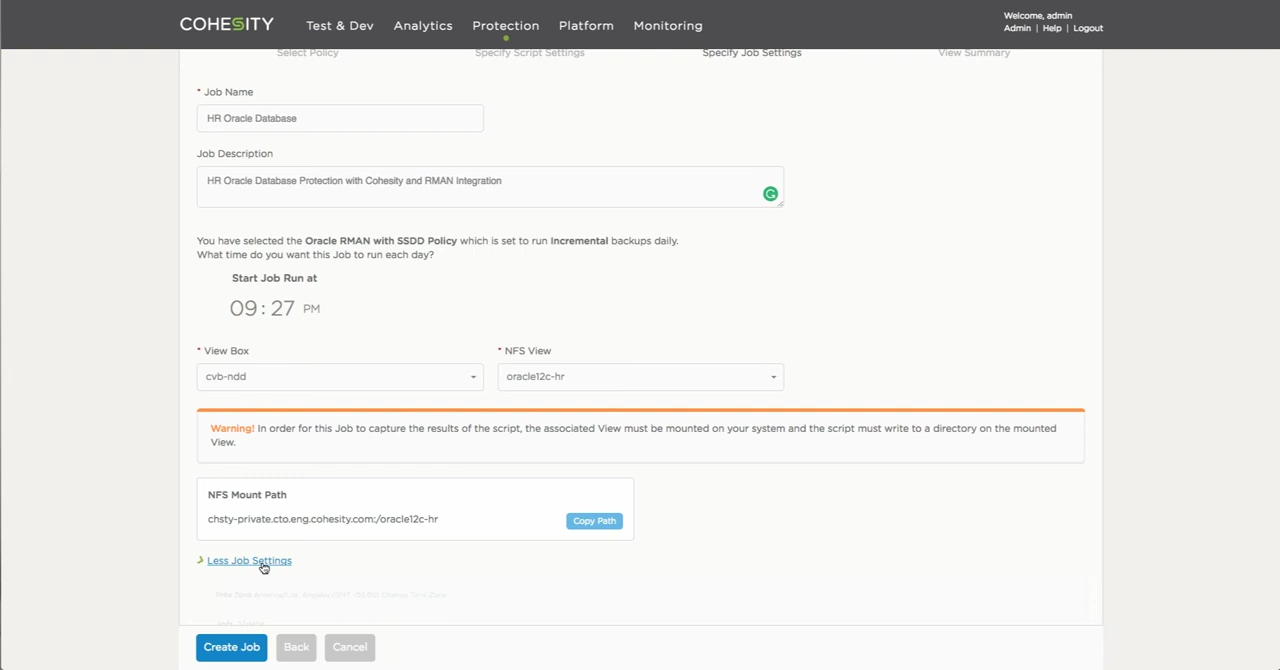 COHESITY
Test & Dev Analytics Protection Platform Monitoring
Welcome, admin
Admin | Help | Logout
Select Policy Specify Script Settings Specify Job Settings View Summary
* Job Name
HR Oracle Database
Job Description
HR Oracle Database Protection with Cohesity and RMAN Integration
You have selected the Oracle RMAN with SSDD Policy which is set to run Incremental backups daily.
What time do you want this Job to run each day?
Start Job Run at
09 : 27 PM
* View Box * NFS View
cvb-ndd oracle12c-hr
Warning! In order for this Job to capture the results of the script, the associated View must be mounted on your system and the script must write to a directory on the mounted
View.
NFS Mount Path
chsty-private.cto.eng.cohesity.com:/oracle12c-hr Copy Path
Less Job Settings
Create Job Back Cancel